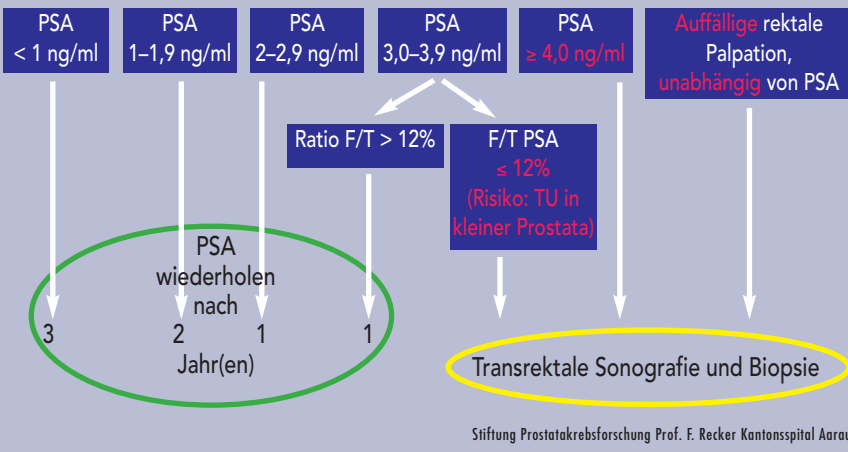 PSA
< 1 ng/ml
PSA
1–1,9 ng/ml
PSA
2–2,9 ng/ml
PSA
3,0–3,9 ng/ml
PSA
≥ 4,0 ng/ml
Auffällige rektale
Palpation,
unabhängig von PSA
Ratio F/T > 12%
F/T PSA
≤ 12%
(Risiko: TU in
kleiner Prostata)
PSA
wiederholen
nach
3 2 1 1
Jahr(en)
Transrektale Sonografie und Biopsie
Stiftung Prostatakrebsforschung Prof. F. Recker Kantonsspital Aarau